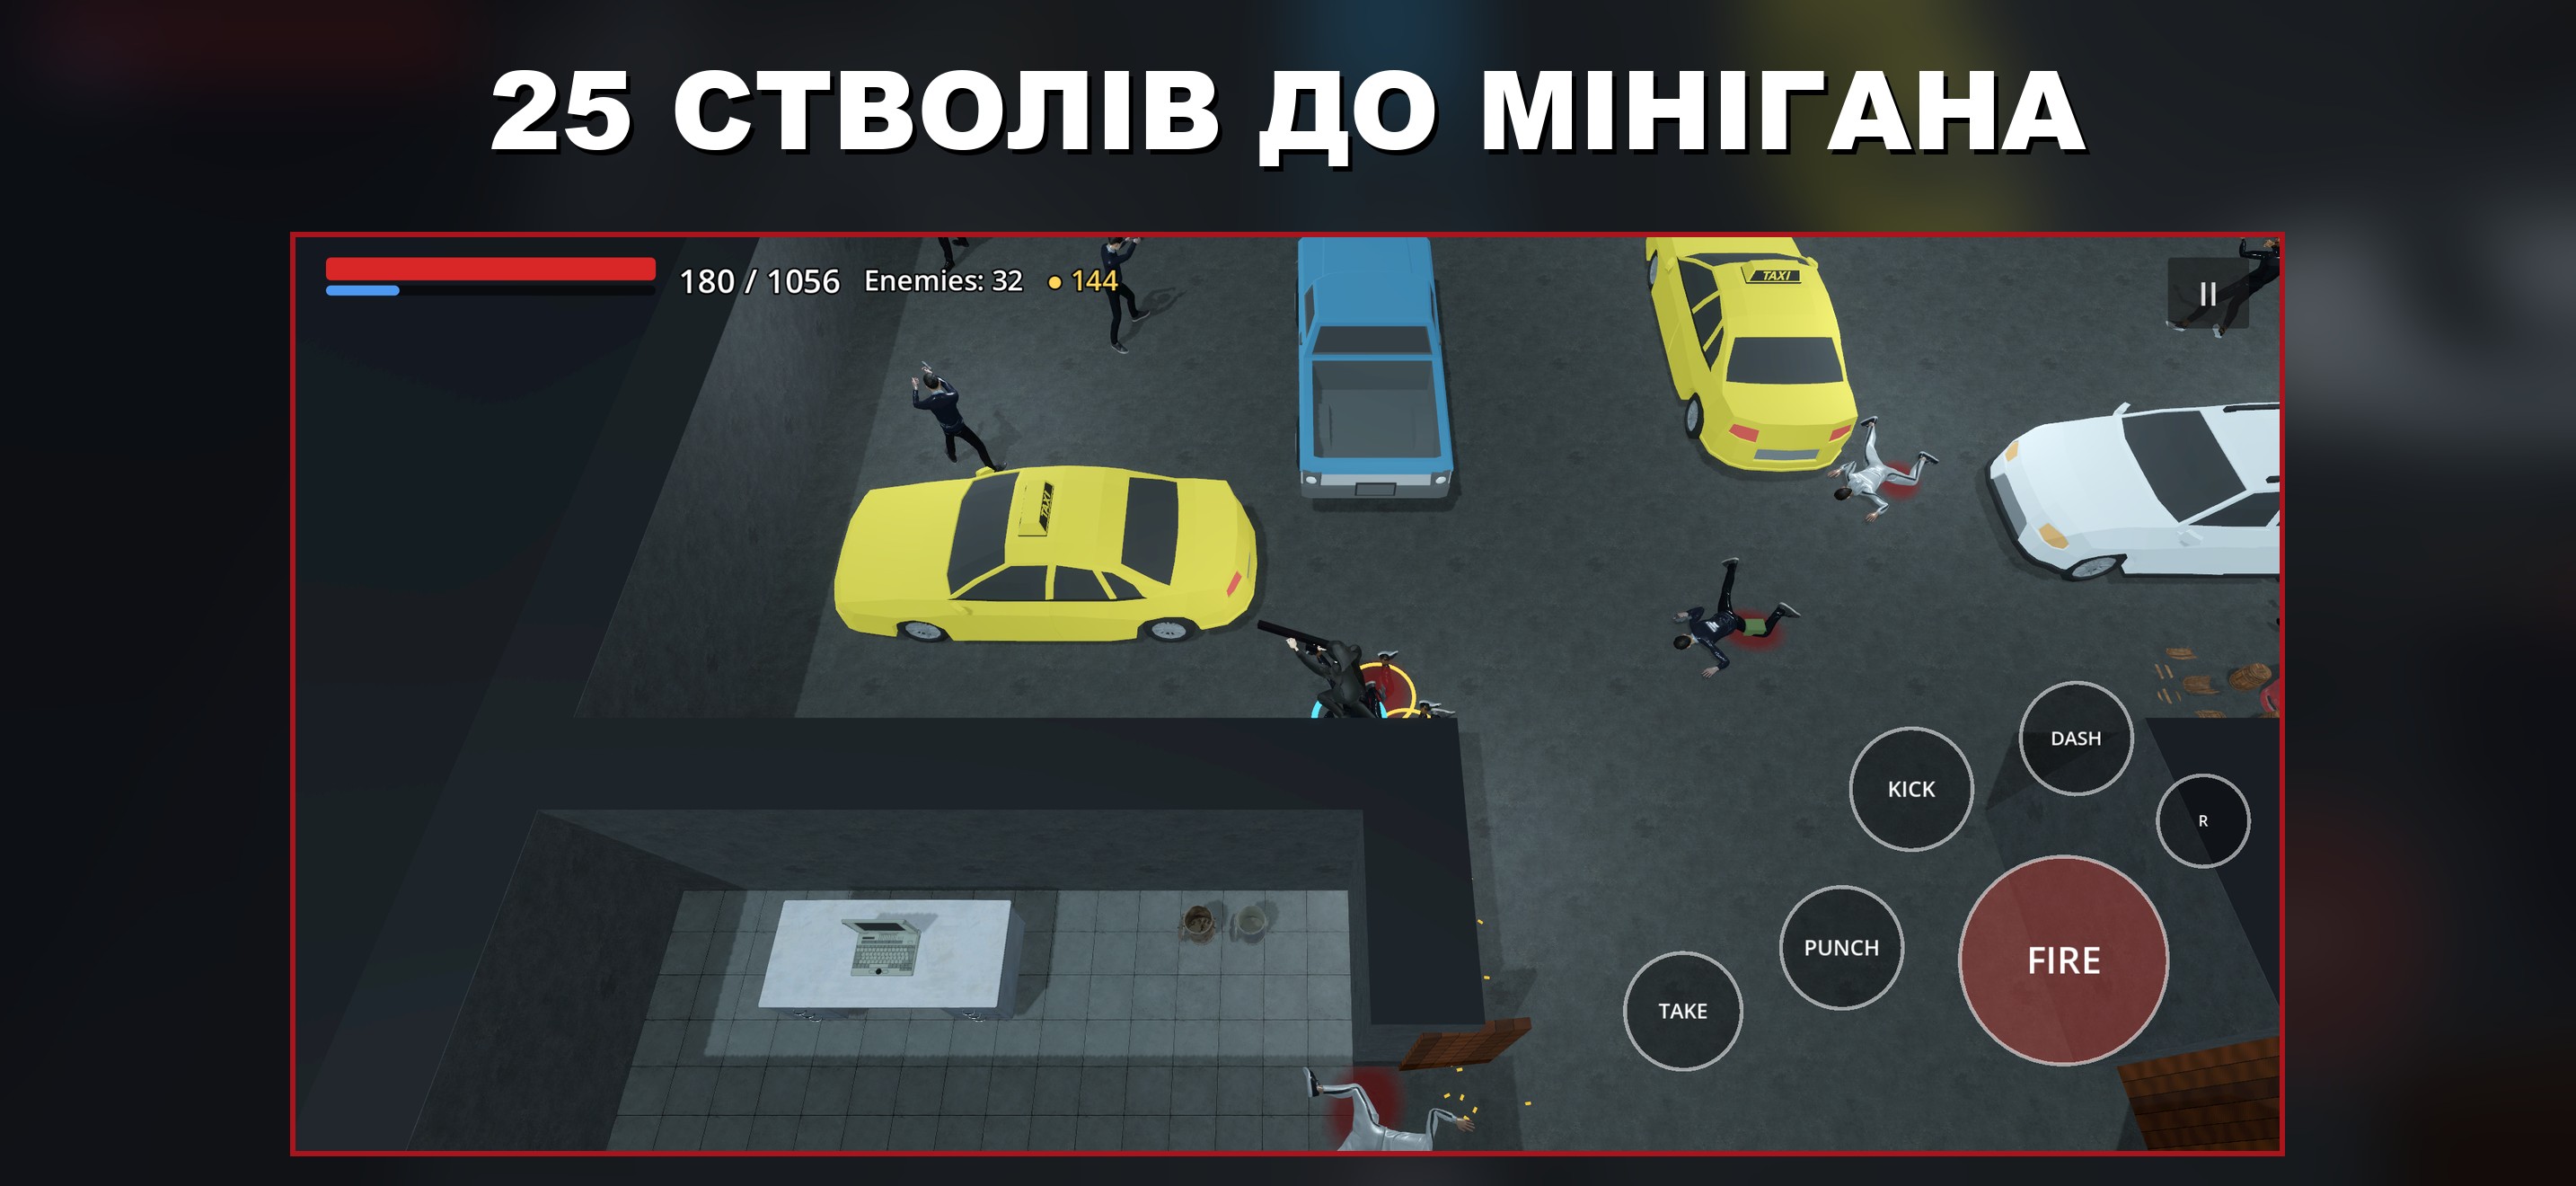 25 СТВОЛІВ ДО МІНІГАНА
180 / 1056 Enemies: 32 144
TAXI
TAXI
DASH
KICK
R
PUNCH
FIRE
TAKE